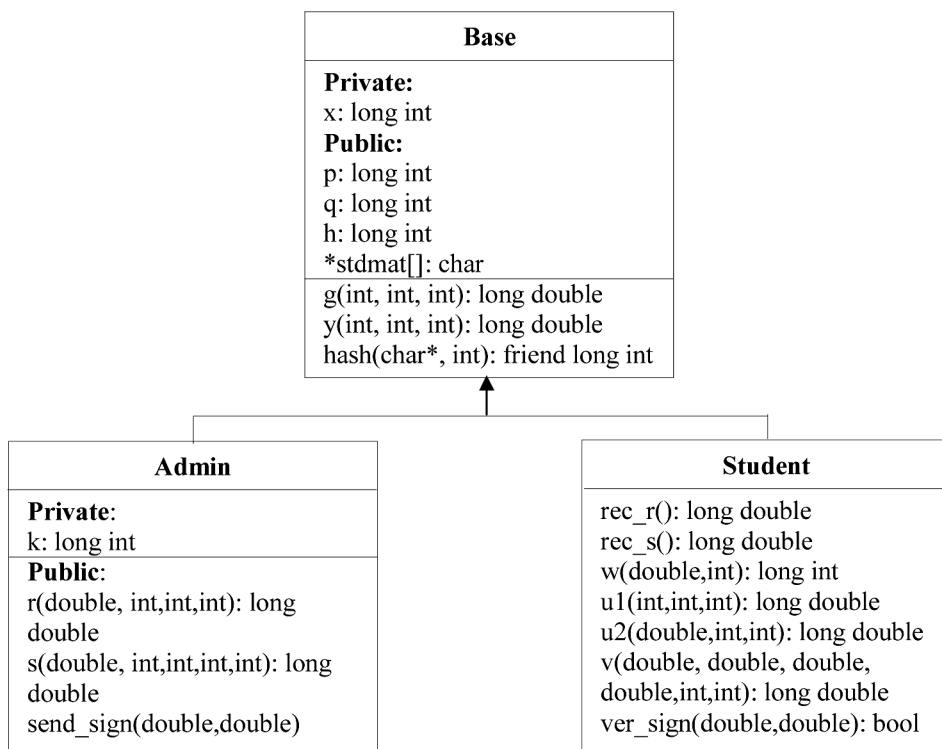 Base
Private:
x: long int
Public:
p: long int
q: long int
h: long int
*stdmat[]: char
g(int, int, int): long double
y(int, int, int): long double
hash(char*, int): friend long int
Admin
Private:
k: long int
Public:
r(double, int,int,int): long
double
s(double, int,int,int,int): long
double
send_sign(double,double)
Student
rec_r(): long double
rec_s(): long double
w(double,int): long int
u1(int,int,int): long double
u2(double,int,int): long double
v(double, double, double,
double,int,int): long double
ver_sign(double,double): bool